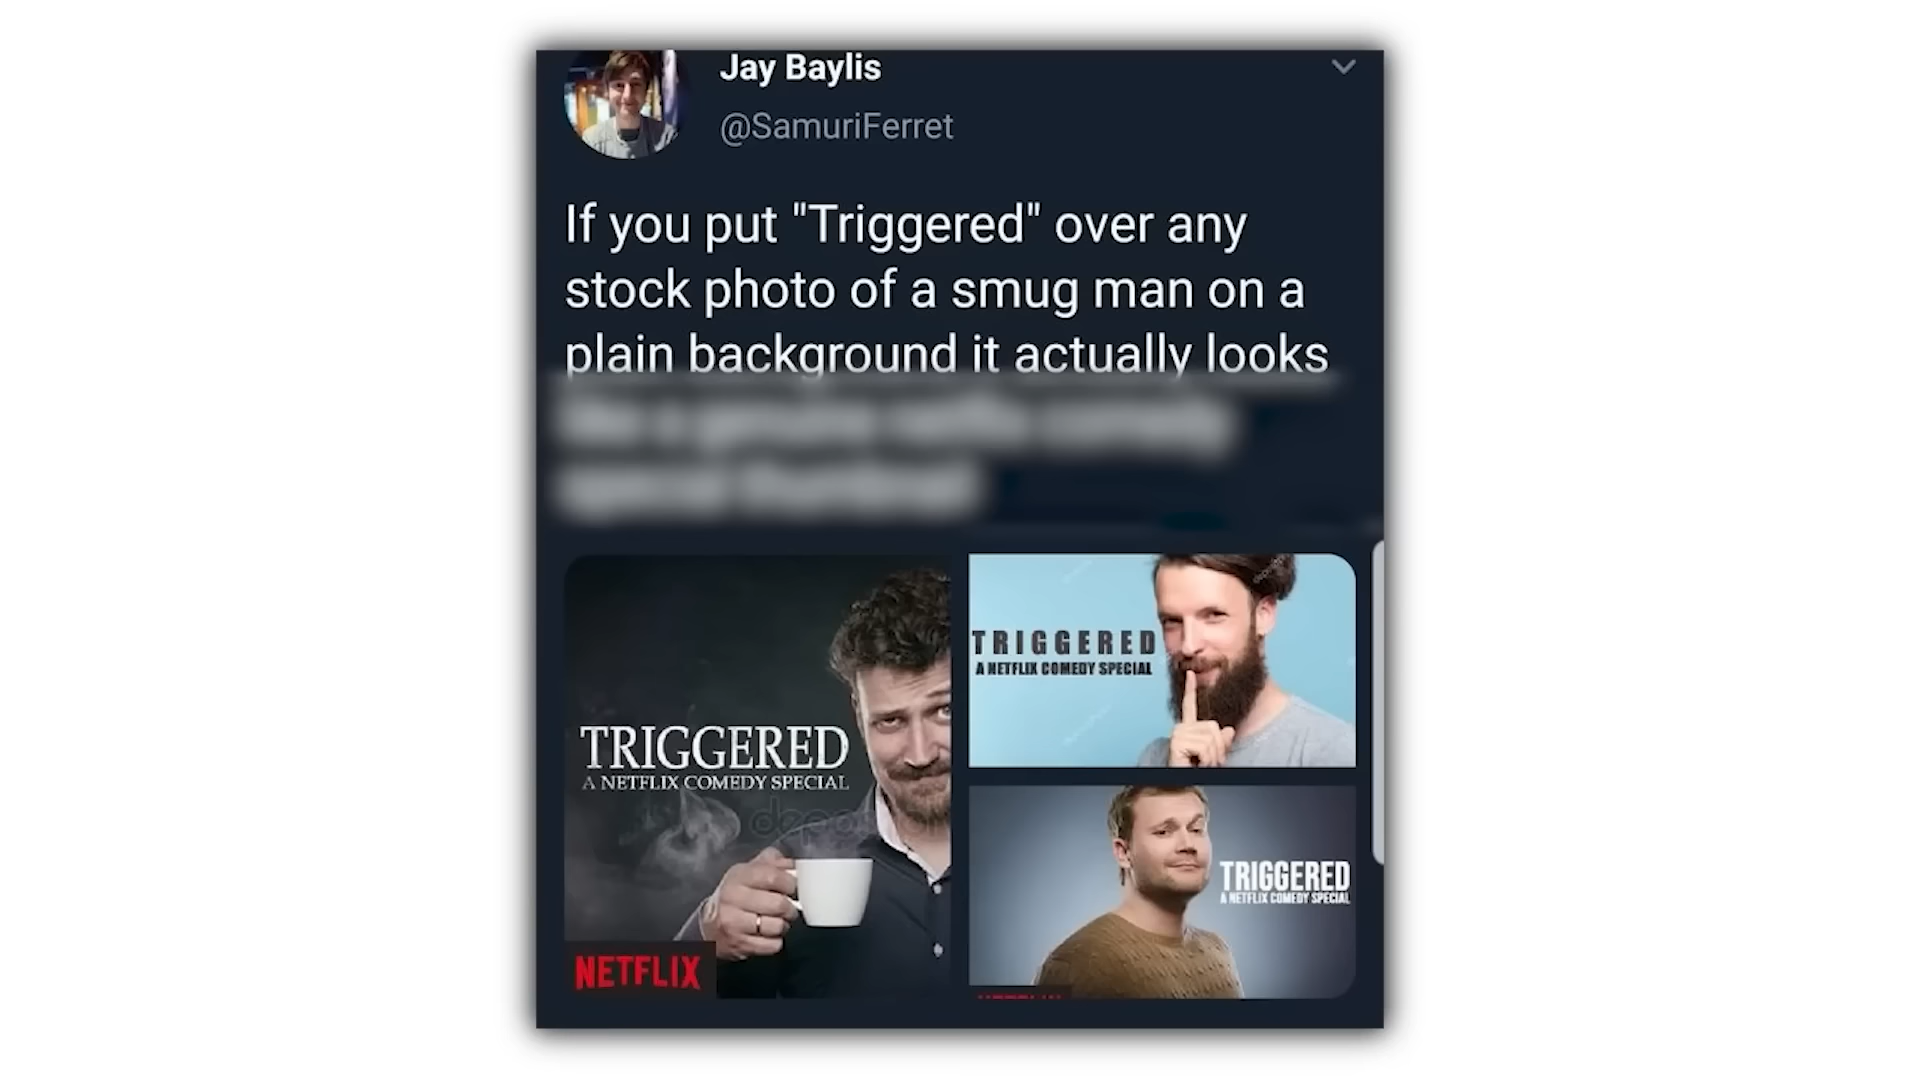 Jay Baylis
@SamuriFerret
If you put "Triggered" over any
stock photo of a smug man on a
plain background it actually looks
TRIGGERED
A NETFLIX COMEDY SPECIAL
NETFLIX
TRIGGERED
A NETFLIX COMEDY SPECIAL
TRIGGERED
A NETFLIX COMEDY SPECIAL